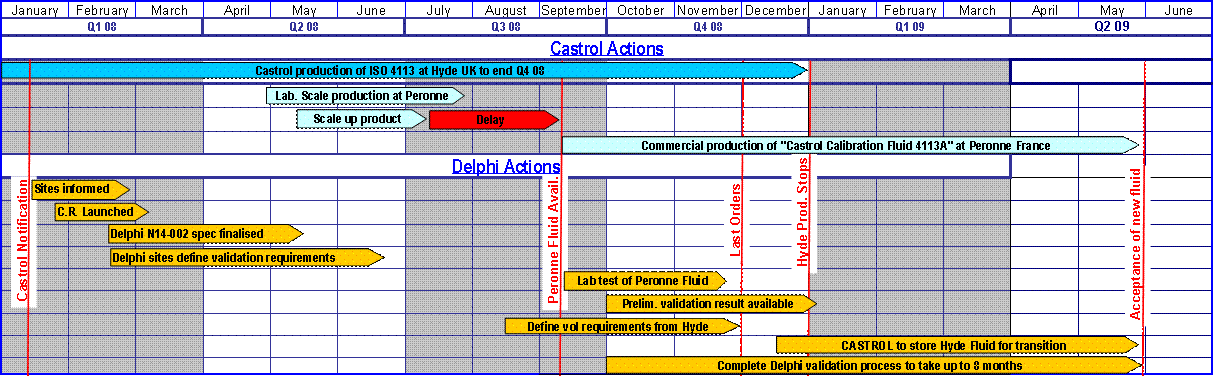 January February March April May June July August September October November December January February March April May June
Q1 08 Q2 08 Q3 08 Q4 08 Q1 09 Q2 09
Castrol Actions
Castrol production of ISO 4113 at Hyde UK to end Q4 08
Lab. Scale production at Peronne
Scale up product Delay
Commercial production of "Castrol Calibration Fluid 4113A" at Peronne France
Delphi Actions
Castrol Notification
Peronne Fluid Avail.
Last Orders
Hyde Prod. Stops
Acceptance of new fluid
Sites informed
C.R. Launched
Delphi N14-002 spec finalised
Delphi sites define validation requirements
Lab test of Peronne Fluid
Prelim. validation result available
Define vol requirements from Hyde
CASTROL to store Hyde Fluid for transition
Complete Delphi validation process to take up to 8 months